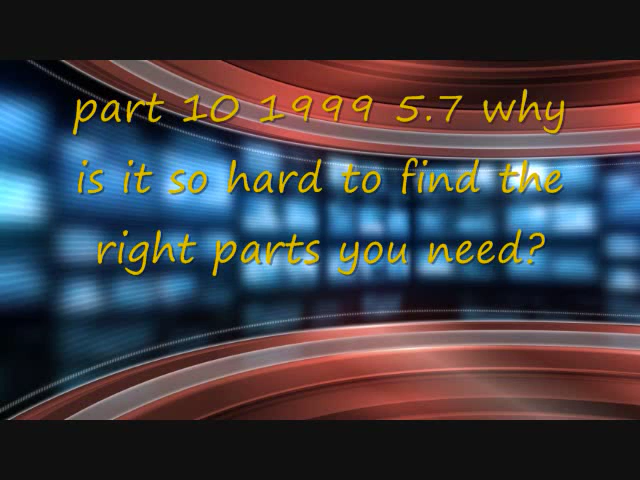 part 10 1999 5.7 why
is it so hard to find the
right parts you need?